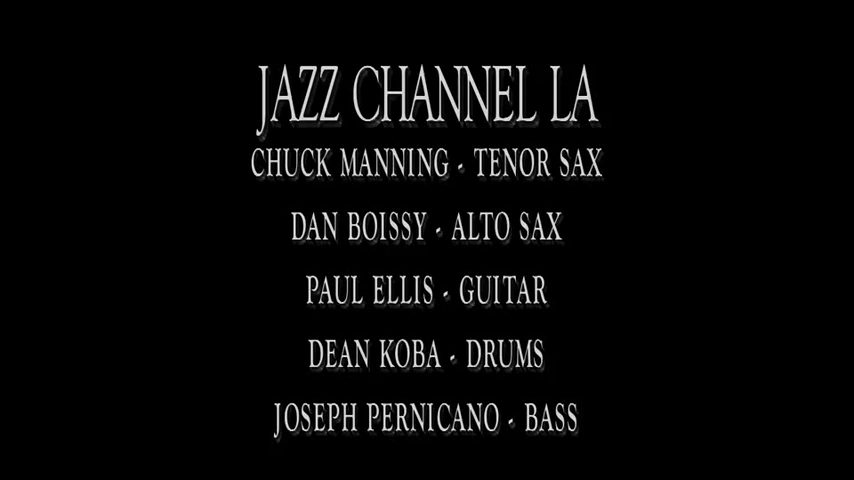 JAZZ CHANNEL LA
CHUCK MANNING - TENOR SAX
DAN BOISSY - ALTO SAX
PAUL ELLIS - GUITAR
DEAN KOBA - DRUMS
JOSEPH PERNICANO - BASS